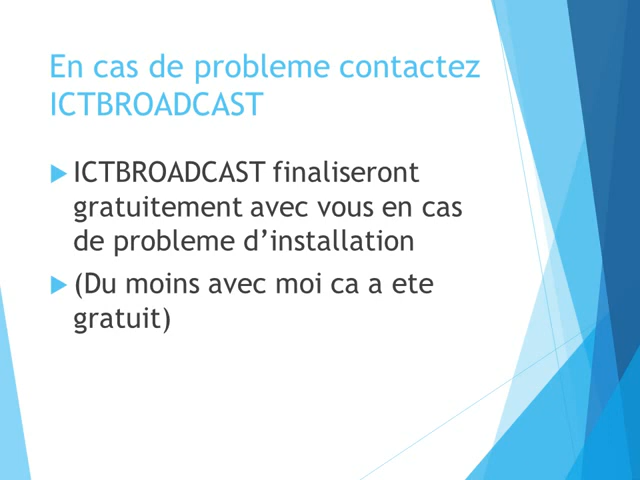 En cas de probleme contactez
ICTBROADCAST
ICTBROADCAST finaliseront
gratuitement avec vous en cas
de probleme d’installation
(Du moins avec moi ca a ete
gratuit)